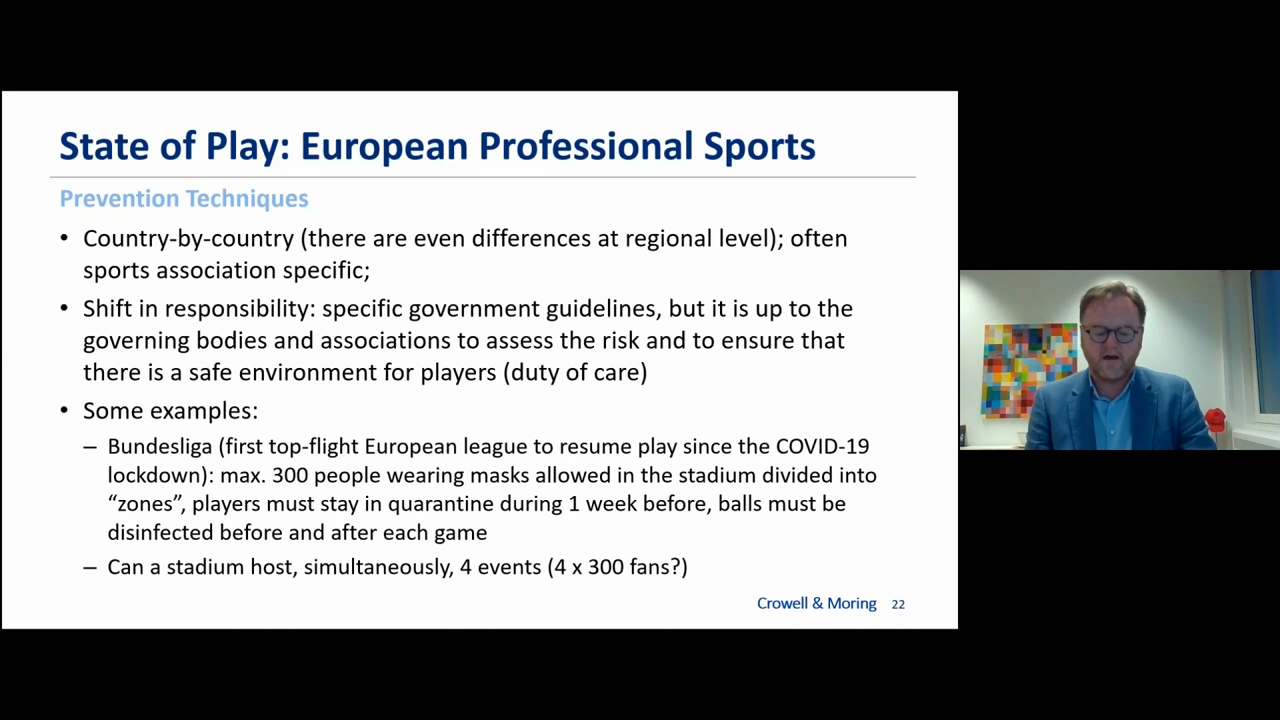 State of Play: European Professional Sports
Prevention Techniques
• Country-by-country (there are even differences at regional level); often
sports association specific;
• Shift in responsibility: specific government guidelines, but it is up to the
governing bodies and associations to assess the risk and to ensure that
there is a safe environment for players (duty of care)
• Some examples:
– Bundesliga (first top-flight European league to resume play since the COVID-19
lockdown): max. 300 people wearing masks allowed in the stadium divided into
“zones”, players must stay in quarantine during 1 week before, balls must be
disinfected before and after each game
– Can a stadium host, simultaneously, 4 events (4 x 300 fans?)
Crowell & Moring 22